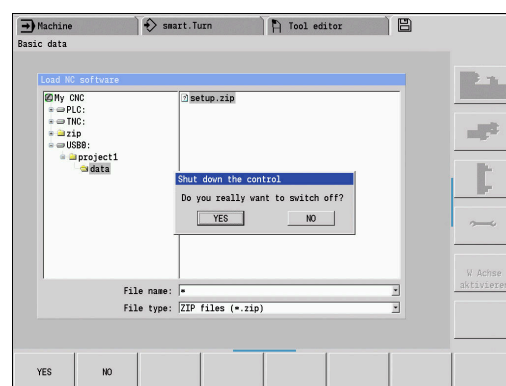 Machine
smart.Turn
Tool editor
Basic data
Load NC software
My CNC
PLC:
TNC:
zip
USB0:
project1
data
setup.zip
Shut down the control
Do you really want to switch off?
YES
NO
File name: *
File type: ZIP files (*.zip)
W Achse
aktivieren
YES
NO